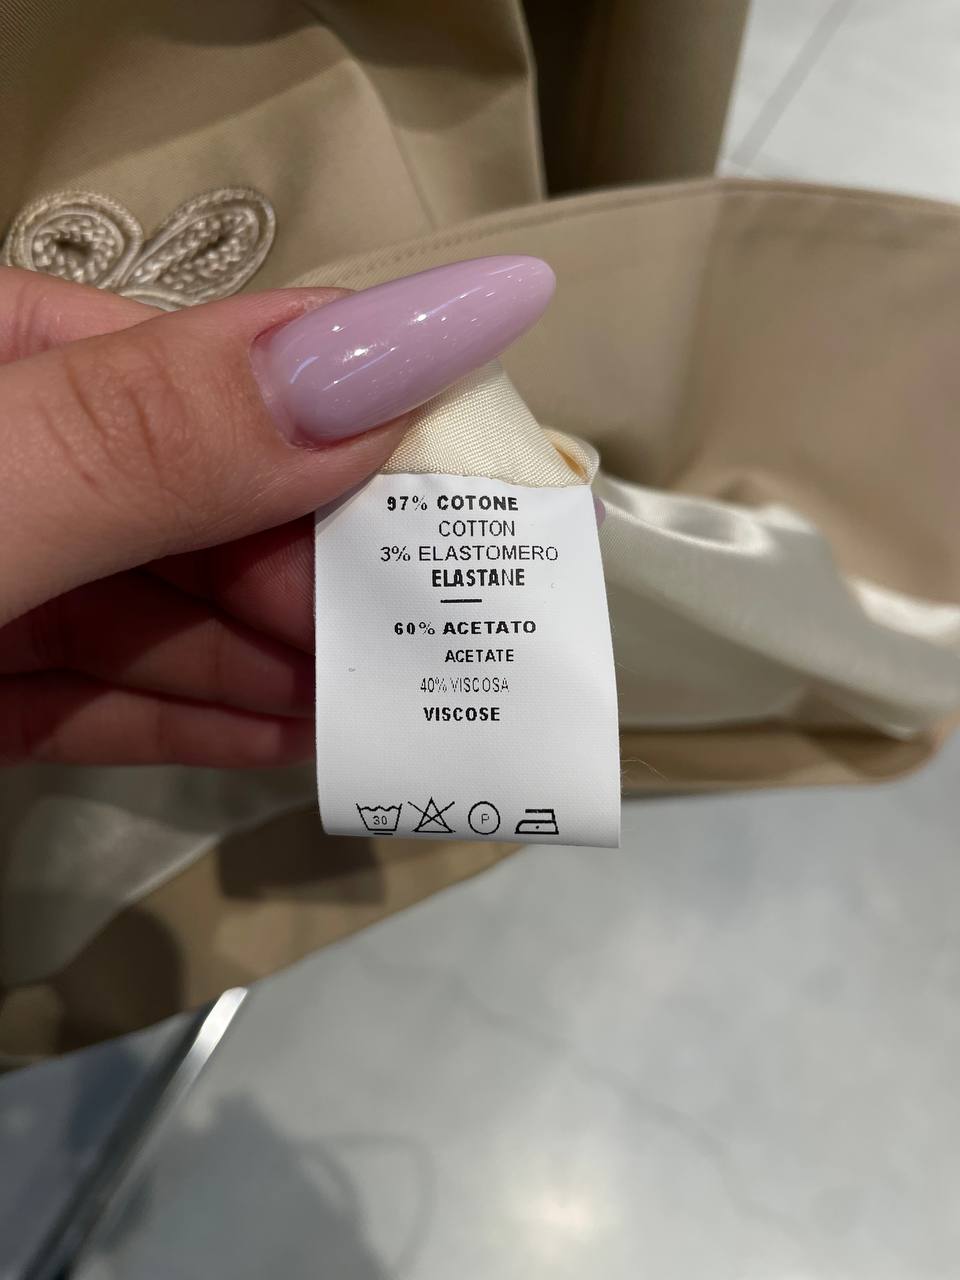 97% COTONE
COTTON
3% ELASTOMERO
ELASTANE
60% ACETATO
ACETATE
40% VISCOSA
VISCOSE
30 P